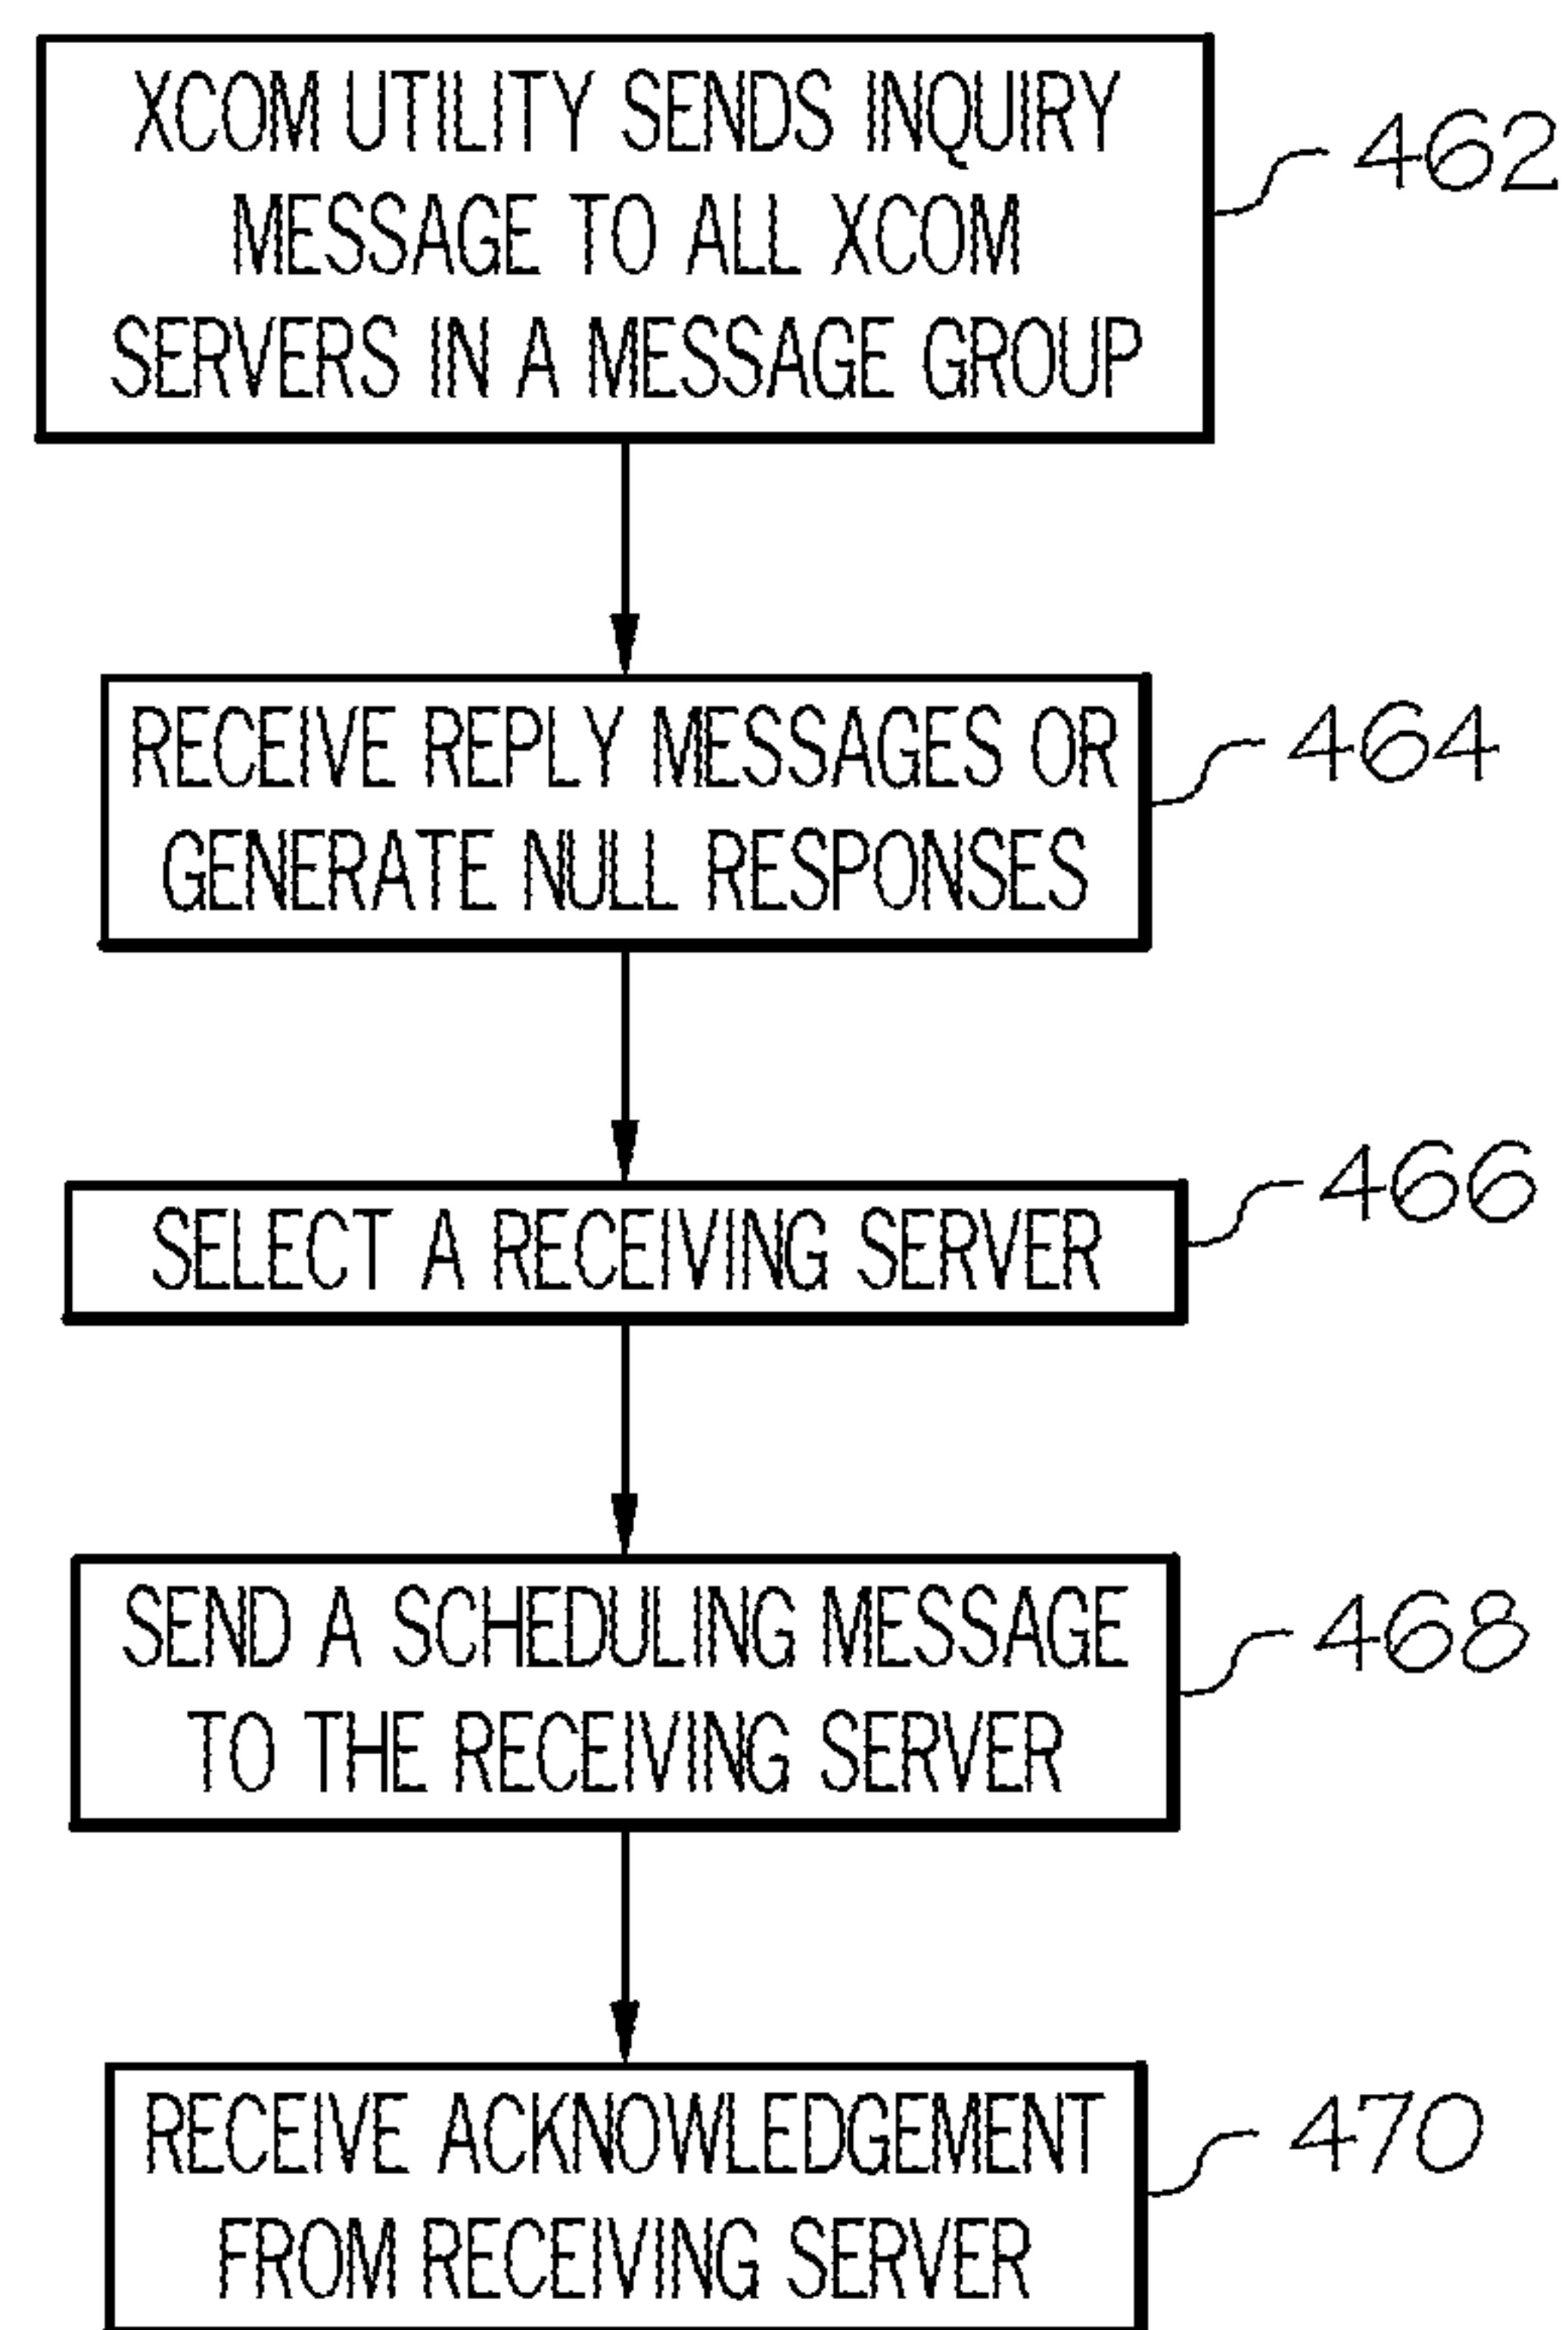 XCOM UTILITY SENDS INQUIRY
MESSAGE TO ALL XCOM
SERVERS IN A MESSAGE GROUP
462
RECEIVE REPLY MESSAGES OR
GENERATE NULL RESPONSES
464
SELECT A RECEIVING SERVER
466
SEND A SCHEDULING MESSAGE
TO THE RECEIVING SERVER
468
RECEIVE ACKNOWLEDGEMENT
FROM RECEIVING SERVER
470